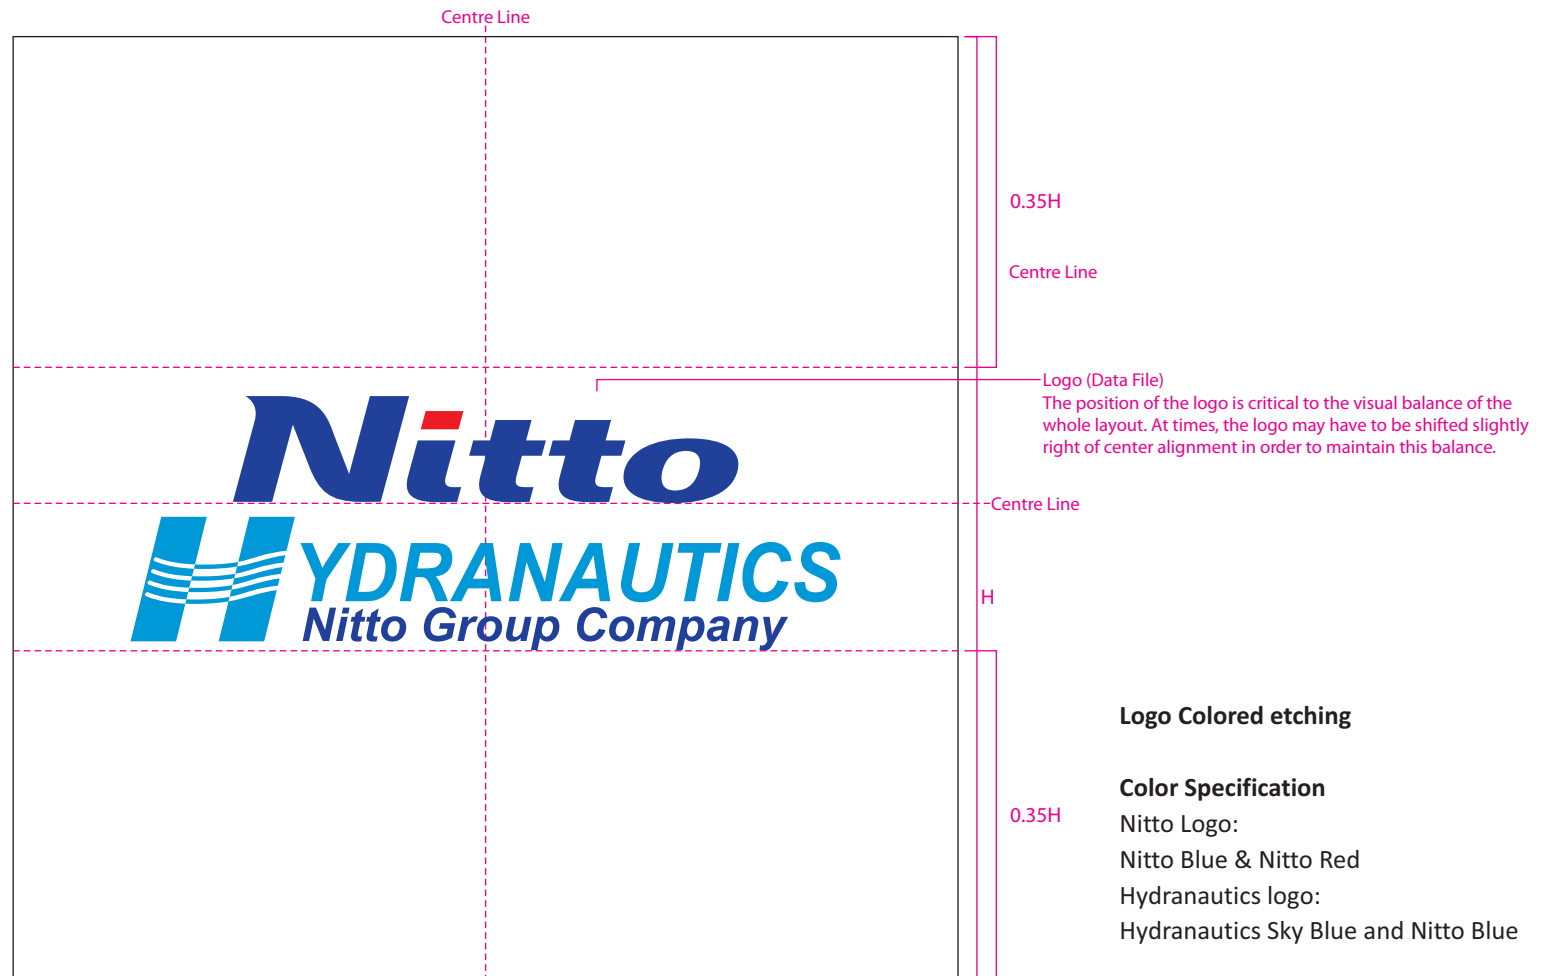 Centre Line
0.35H
Centre Line
Logo (Data File)
The position of the logo is critical to the visual balance of the
whole layout. At times, the logo may have to be shifted slightly
right of center alignment in order to maintain this balance.
Nitto
Centre Line
HYDRANAUTICS
Nitto Group Company
H
Logo Colored etching
Color Specification
0.35H
Nitto Logo:
Nitto Blue & Nitto Red
Hydranautics logo:
Hydranautics Sky Blue and Nitto Blue